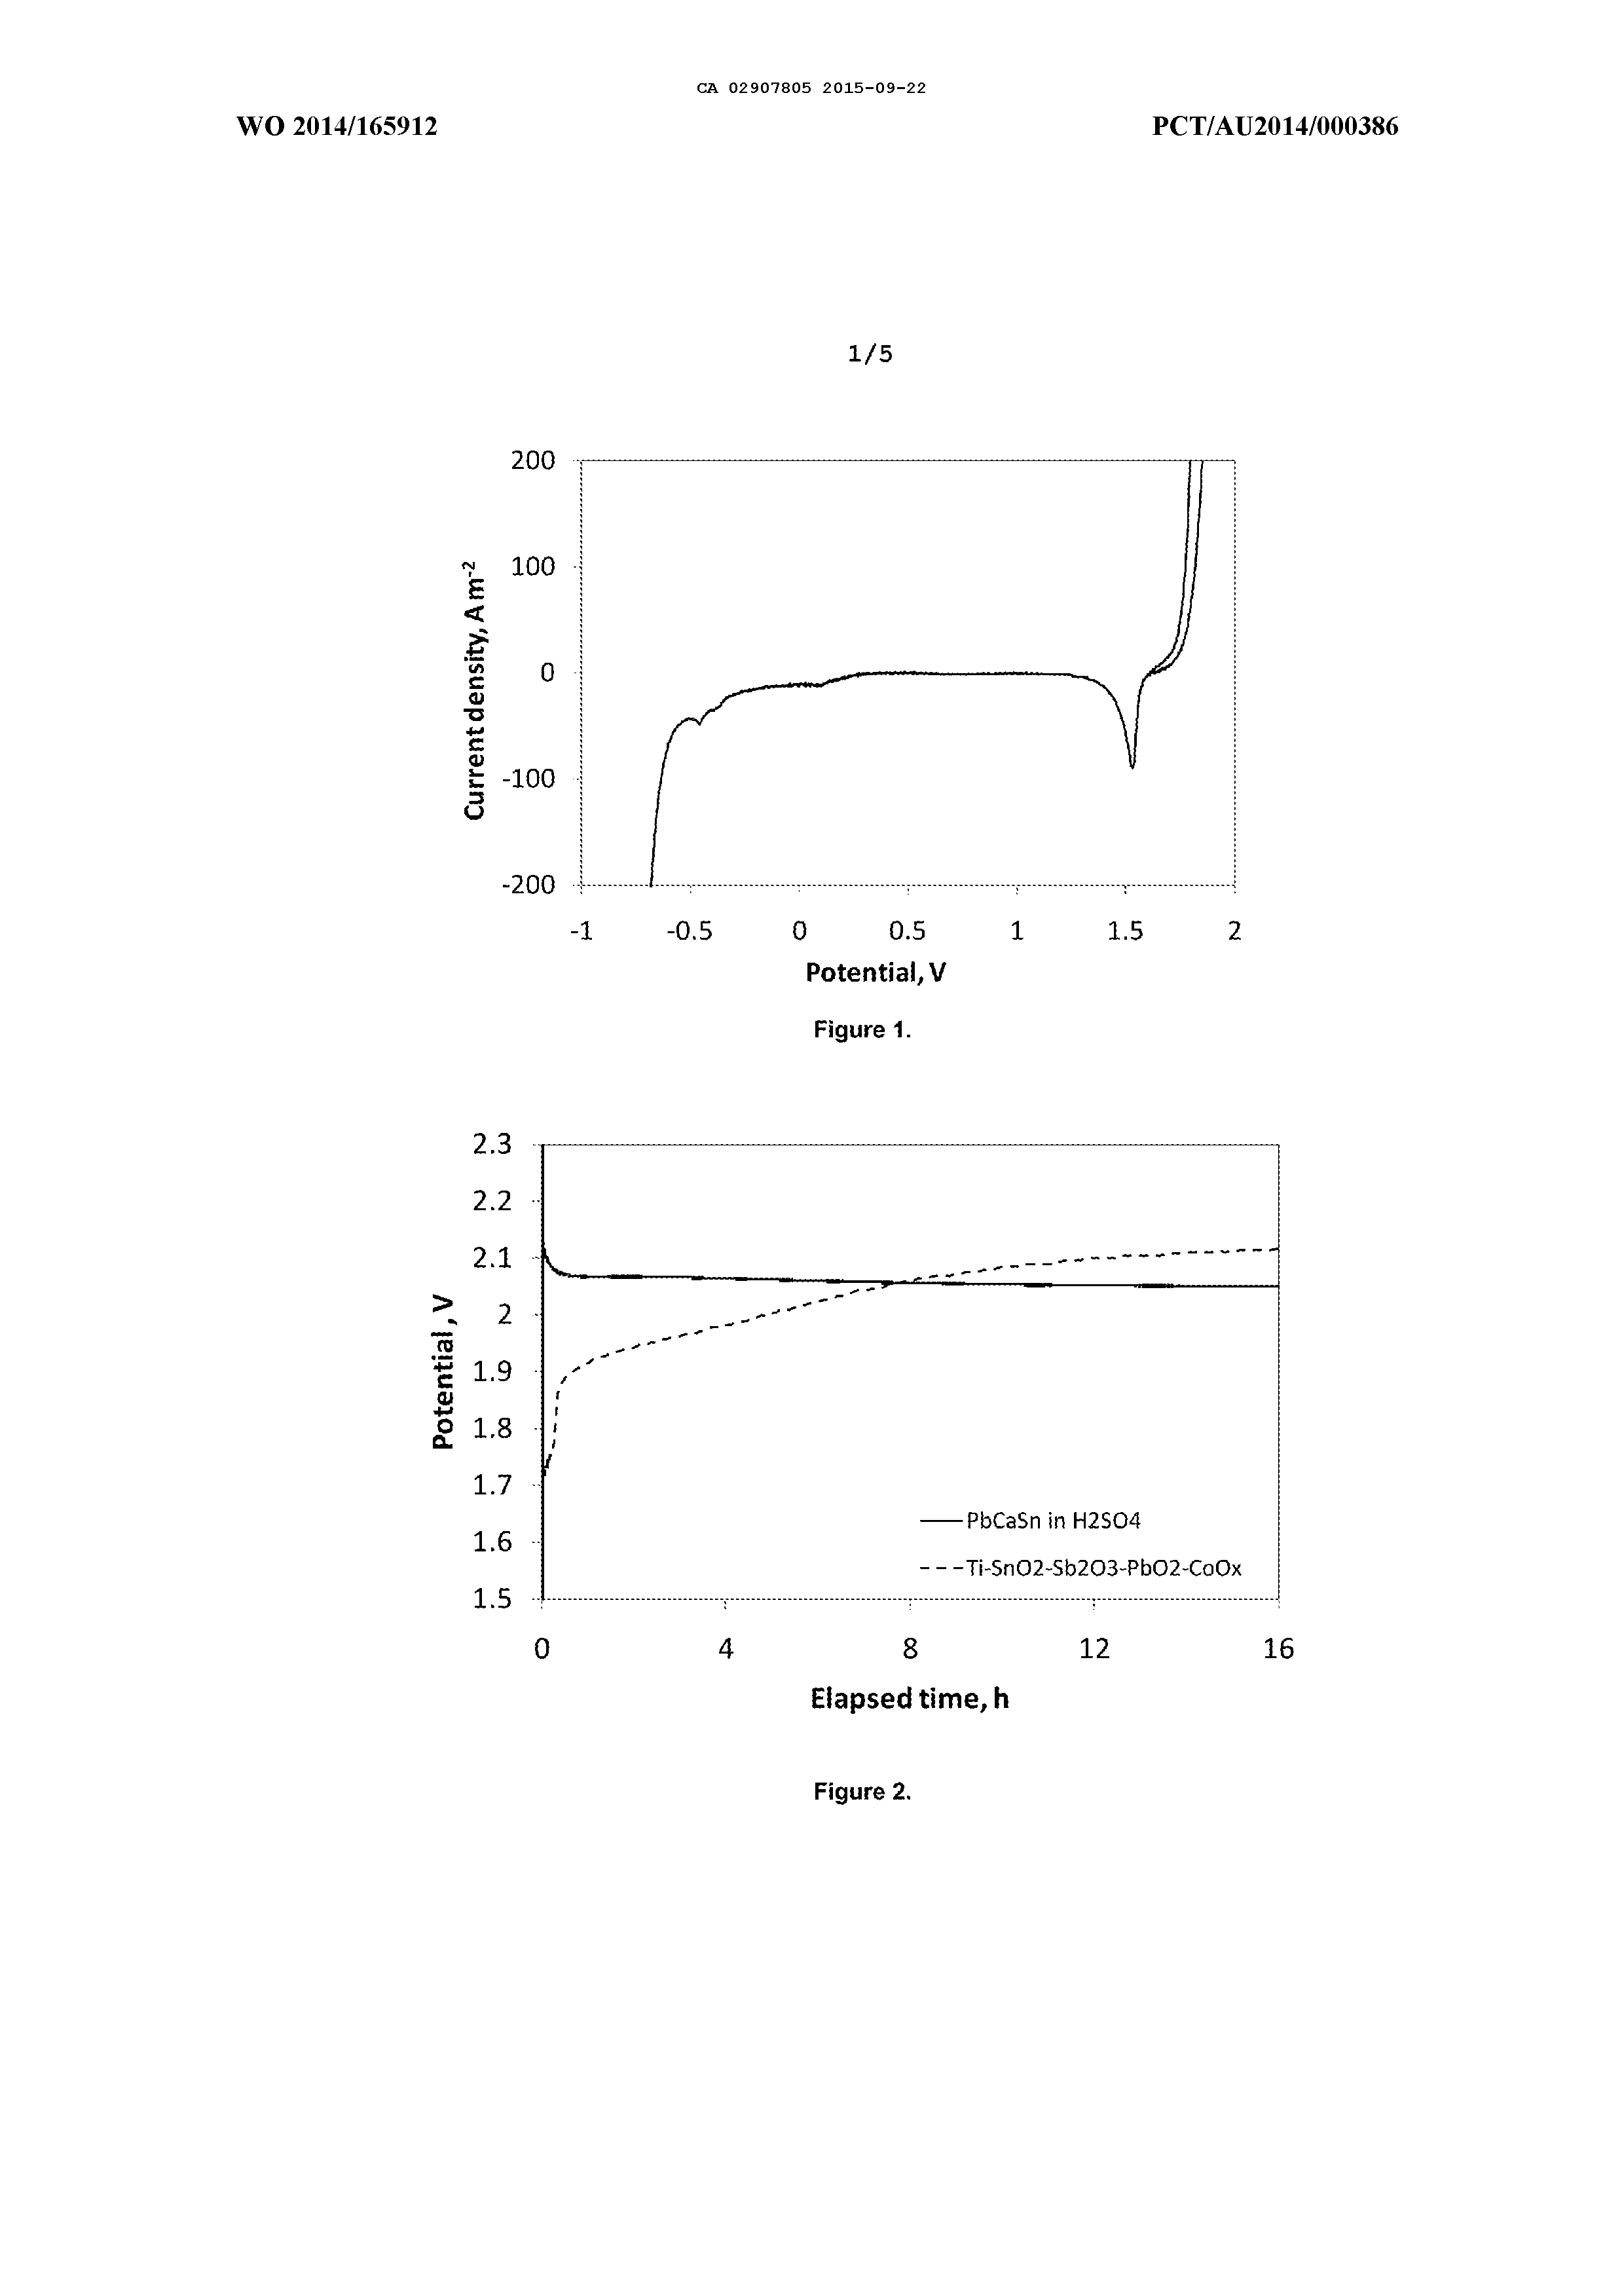 CA 02907805 2015-09-22
WO 2014/165912
PCT/AU2014/000386
1/5
200
100
0
-100
-200
Current density, A m-2
-1 -0.5 0 0.5 1 1.5 2
Potential, V
Figure 1.
2.3
2.2
2.1
2
1.9
1.8
1.7
1.6
1.5
Potential, V
PbCaSn in H2SO4
Ti-SnO2-Sb2O3-PbO2-CoOx
0 4 8 12 16
Elapsed time, h
Figure 2.